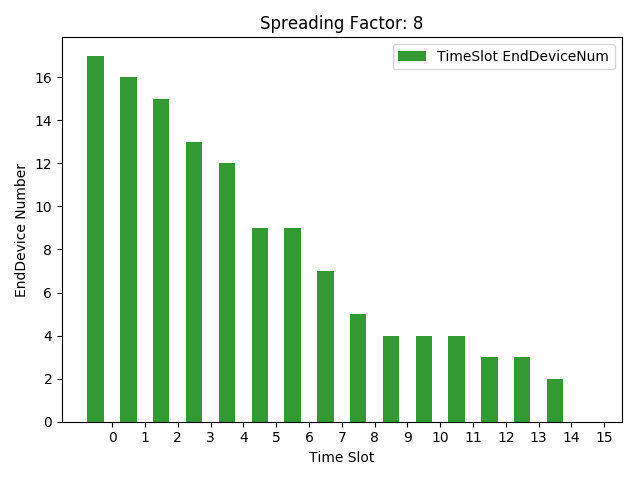 Spreading Factor: 8
TimeSlot EndDeviceNum
EndDevice Number
16
14
12
10
8
6
4
2
0
0 1 2 3 4 5 6 7 8 9 10 11 12 13 14 15
Time Slot